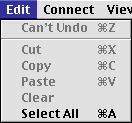 Edit Connect View
Can't Undo ⌘Z
Cut ⌘X
Copy ⌘C
Paste ⌘V
Clear
Select All ⌘A